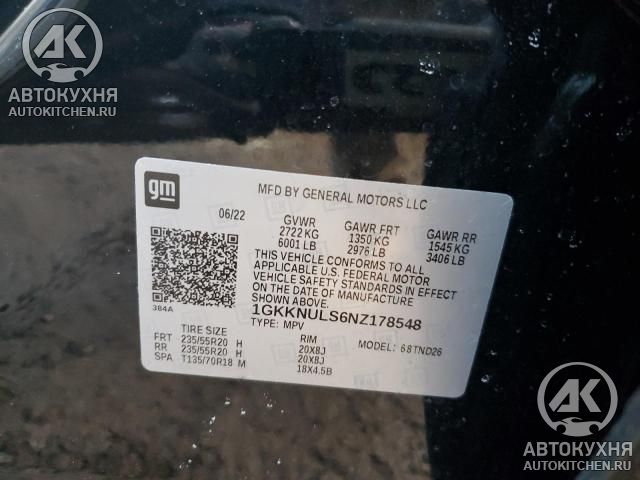 AK
АВТОКУХНЯ
AUTOKITCHEN.RU
gm
MFD BY GENERAL MOTORS LLC
06/22
GVWR GAWR FRT GAWR RR
2722 KG 1350 KG 1545 KG
6001 LB 2976 LB 3406 LB
THIS VEHICLE CONFORMS TO ALL
APPLICABLE U.S. FEDERAL MOTOR
VEHICLE SAFETY STANDARDS IN EFFECT
ON THE DATE OF MANUFACTURE
SHOWN ABOVE.
384A
1GKKNULS6NZ178548
TYPE: MPV MODEL: 68TND26
TIRE SIZE RIM
FRT 235/55R20 H 20X8J
RR 235/55R20 H 20X8J
SPA T135/70R18 M 18X4.5B
AK
АВТОКУХНЯ
AUTOKITCHEN.RU